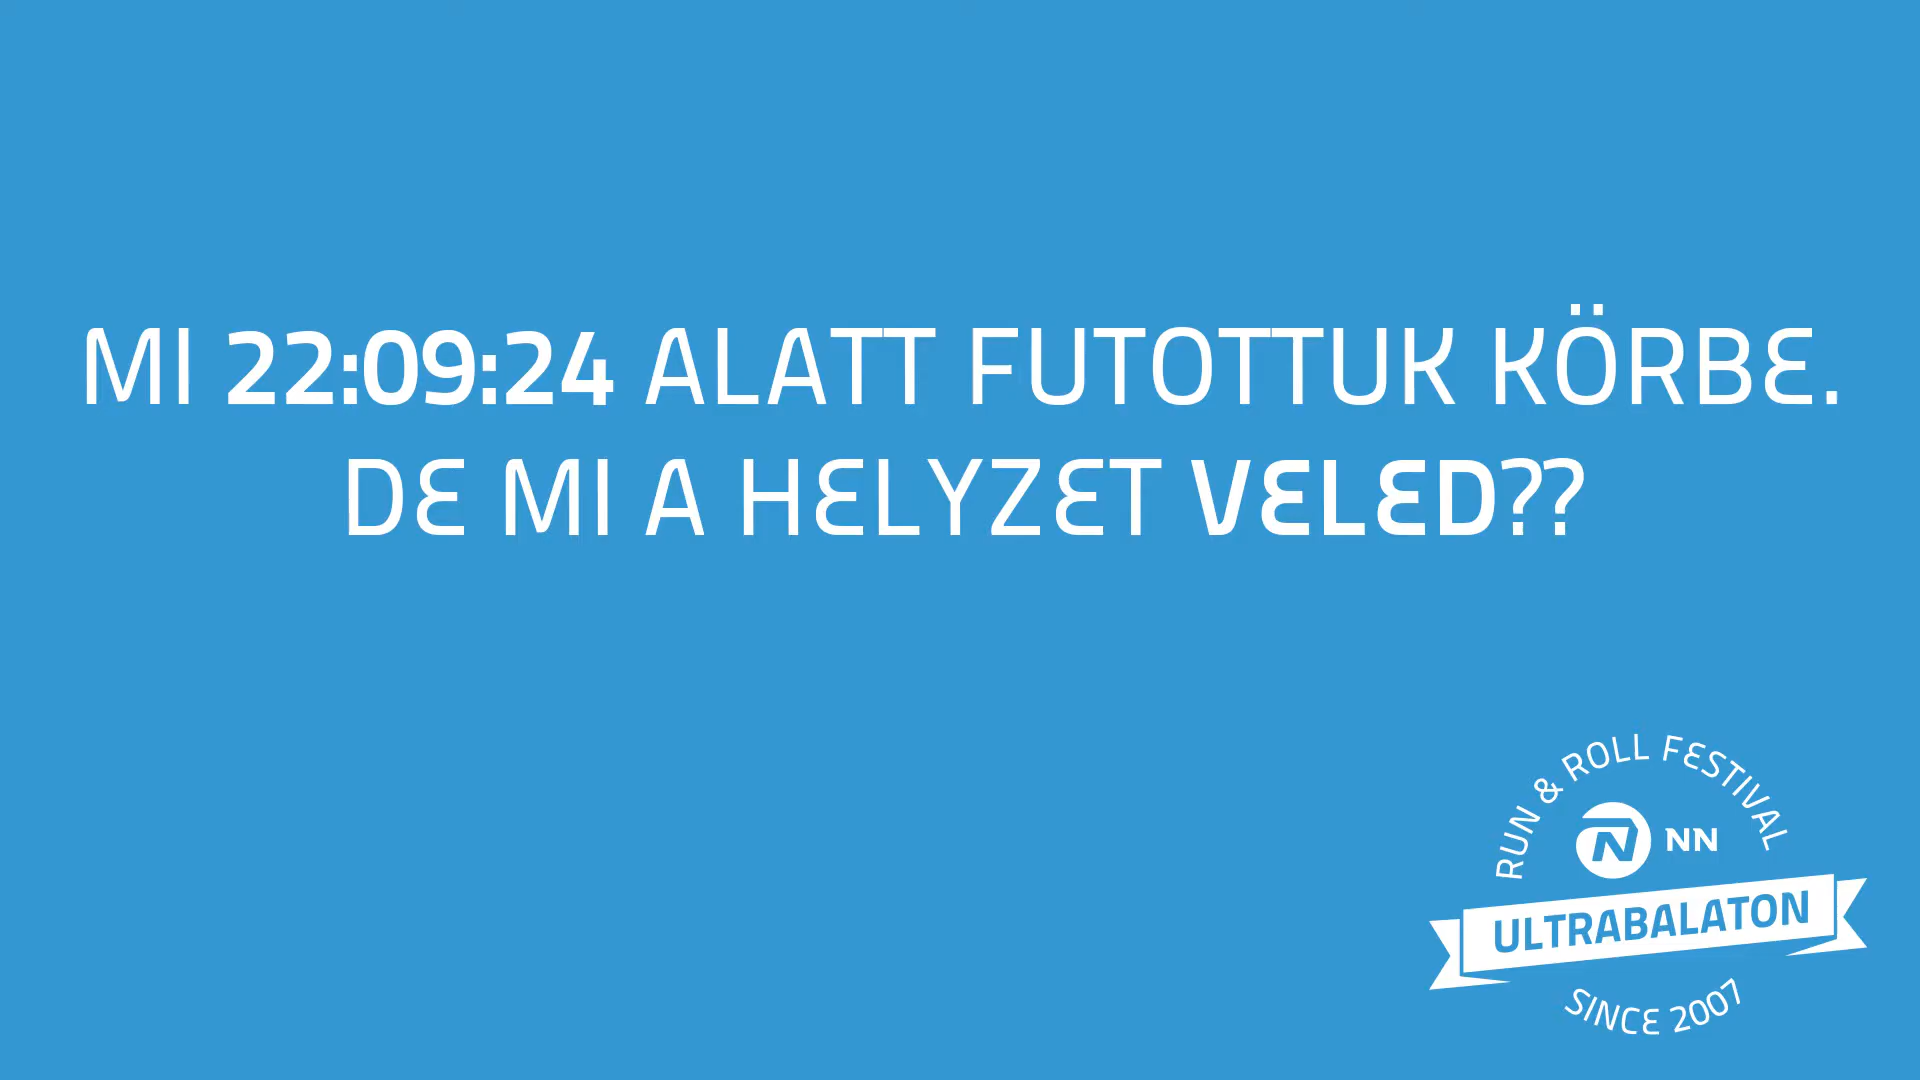 MI 22:09:24 ALATT FUTOTTUK KÖRBE.
DE MI A HELYZET VELED??
RUN & ROLL FESTIVAL
NN
ULTRABALATON
SINCE 2007